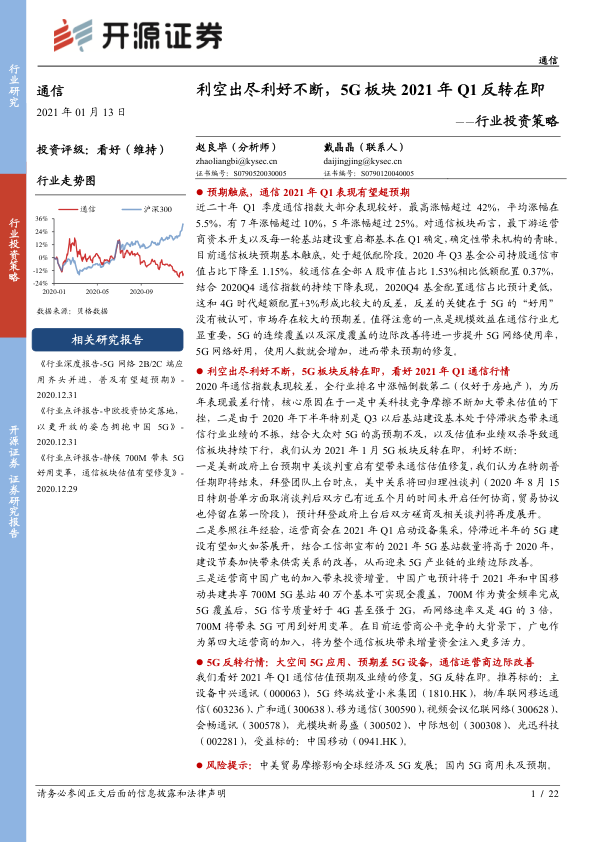 开源证券
通信
行业研究
行业投资策略
开源证券 证券研究报告
通信
2021 年 01 月 13 日
投资评级：看好（维持）
行业走势图
通信 沪深300
36%
24%
12%
0%
-12%
-24%
2020-01 2020-05 2020-09
数据来源：贝格数据
相关研究报告
《行业深度报告-5G 网络 2B/2C 端应
用齐头并进，普及有望超预期》-
2020.12.31
《行业点评报告-中欧投资协定落地，
以更开放的姿态拥抱中国 5G》-
2020.12.31
《行业点评报告-静候 700M 带来 5G
好用变革，通信板块估值有望修复》-
2020.12.29
利空出尽利好不断，5G 板块 2021 年 Q1 反转在即
——行业投资策略
赵良毕（分析师） 戴晶晶（联系人）
zhaoliangbi@kysec.cn daijingjing@kysec.cn
证书编号：S0790520030005 证书编号：S0790120040005
● 预期触底，通信 2021 年 Q1 表现有望超预期
近二十年 Q1 季度通信指数大部分表现较好，最高涨幅超过 42%，平均涨幅在
5.5%，有 7 年涨幅超过 10%，5 年涨幅超过 25%。对通信板块而言，最下游运营
商资本开支以及每一轮基站建设重启都基本在 Q1 确定，确定性带来机构的青睐。
目前通信板块预期基本触底，处于超低配阶段，2020 年 Q3 基金公司持股通信市
值占比下降至 1.15%，较通信在全部 A 股市值占比 1.53%相比低额配置 0.37%，
结合 2020Q4 通信指数的持续下降表现，2020Q4 基金配置通信占比预计更低，
这和 4G 时代超额配置+3%形成比较大的反差，反差的关键在于 5G 的“好用”
没有被认可，市场存在较大的预期差。值得注意的一点是规模效益在通信行业尤
显重要，5G 的连续覆盖以及深度覆盖的边际改善将进一步提升 5G 网络使用率，
5G 网络好用，使用人数就会增加，进而带来预期的修复。
● 利空出尽利好不断，5G板块反转在即，看好 2021 年 Q1 通信行情
2020 年通信指数表现较差，全行业排名中涨幅倒数第二（仅好于房地产），为历
年表现最差行情，核心原因在于一是中美科技竞争摩擦不断加大带来估值的下
挫，二是由于 2020 年下半年特别是 Q3 以后基站建设基本处于停滞状态带来通
信行业业绩的不振，结合大众对 5G 的高预期不及，以及估值和业绩双杀导致通
信板块持续下行，我们认为 2021 年 1 月 5G 板块反转在即，利好不断：
一是美新政府上台预期中美谈判重启有望带来通信估值修复，我们认为在特朗普
任期即将结束，拜登团队上台时点，美中关系将回归理性谈判（2020 年 8 月 15
日特朗普单方面取消谈判后双方已有近五个月的时间未开启任何协商，贸易协议
也停留在第一阶段），预计拜登政府上台后双方磋商及相关谈判将再度展开。
二是参照往年经验，运营商会在 2021 年 Q1 启动设备集采，停滞近半年的 5G 建
设有望如火如荼展开，结合工信部宣布的 2021 年 5G 基站数量将高于 2020 年，
建设节奏加快带来供需关系的改善，从而迎来 5G 产业链的业绩边际改善。
三是运营商中国广电的加入带来投资增量。中国广电预计将于 2021 年和中国移
动共建共享 700M 5G 基站 40 万个基本可实现全覆盖，700M 作为黄金频率完成
5G 覆盖后，5G 信号质量好于 4G 甚至强于 2G，而网络速率又是 4G 的 3 倍，
700M 将带来 5G 可用到好用变革。在目前运营商公平竞争的大背景下，广电作
为第四大运营商的加入，将为整个通信板块带来增量资金注入更多活力。
● 5G 反转行情：大空间 5G 应用、预期差 5G 设备，通信运营商边际改善
我们看好 2021 年 Q1 通信估值预期及业绩的修复，5G 反转在即。推荐标的：主
设备中兴通讯（000063），5G 终端放量小米集团（1810.HK），物/车联网移远通
信（603236）、广和通（300638）、移为通信（300590），视频会议亿联网络（300628）、
会畅通讯（300578），光模块新易盛（300502）、中际旭创（300308）、光迅科技
（002281），受益标的：中国移动（0941.HK）。
● 风险提示：中美贸易摩擦影响全球经济及 5G 发展；国内 5G 商用未及预期。
请务必参阅正文后面的信息披露和法律声明
1 / 22